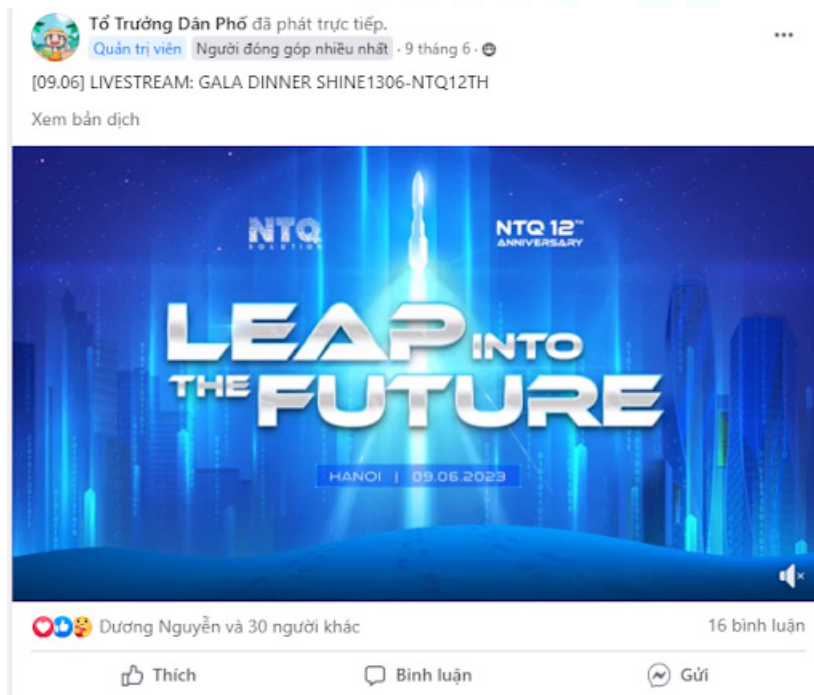 Tổ Trưởng Dân Phố đã phát trực tiếp.
Quản trị viên Người đóng góp nhiều nhất · 9 tháng 6 ·
[09.06] LIVESTREAM: GALA DINNER SHINE1306-NTQ12TH
Xem bản dịch
NTQ
SOLUTION
NTQ 12TH
ANNIVERSARY
LEAP INTO
THE FUTURE
HANOI | 09.06.2023
Dương Nguyễn và 30 người khác
16 bình luận
Thích
Bình luận
Gửi